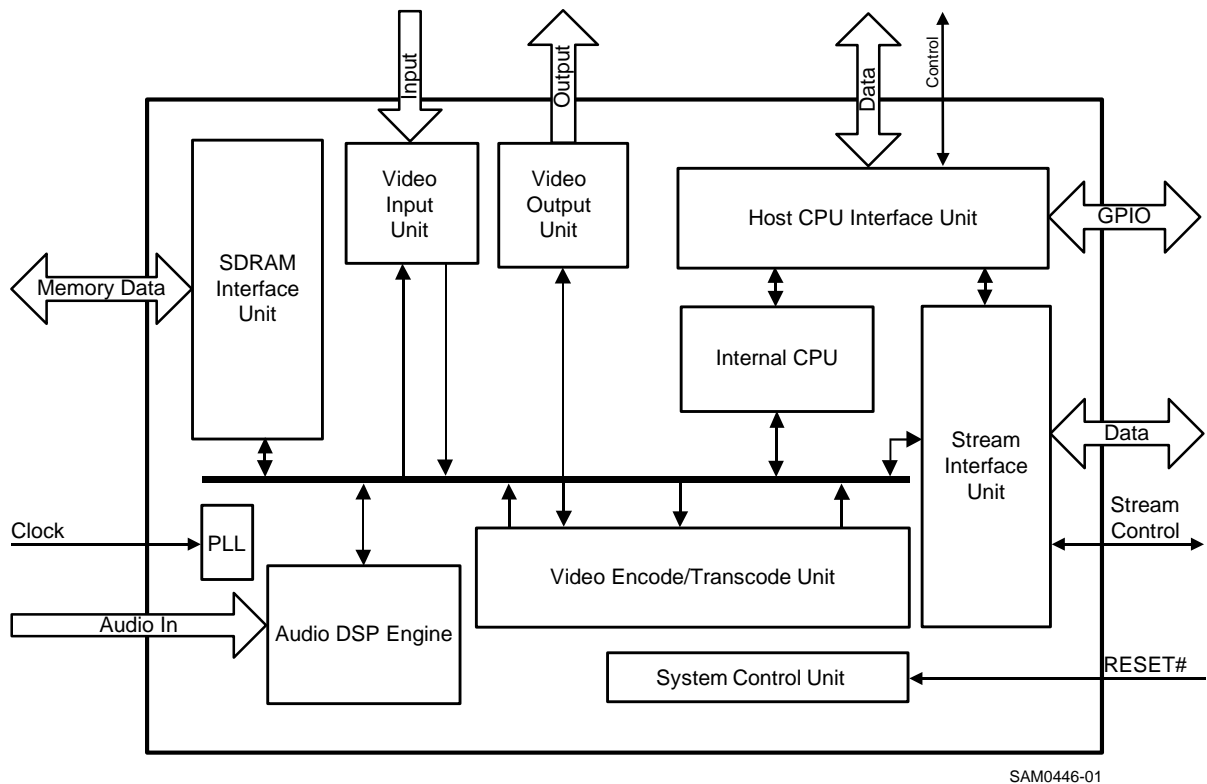 Input
Output
Data
Control
Video
Input
Unit
Video
Output
Unit
Host CPU Interface Unit
GPIO
SDRAM
Interface
Unit
Memory Data
Internal CPU
Stream
Interface
Unit
Data
Clock
PLL
Stream
Control
Video Encode/Transcode Unit
Audio In
Audio DSP Engine
System Control Unit
RESET#
SAM0446-01